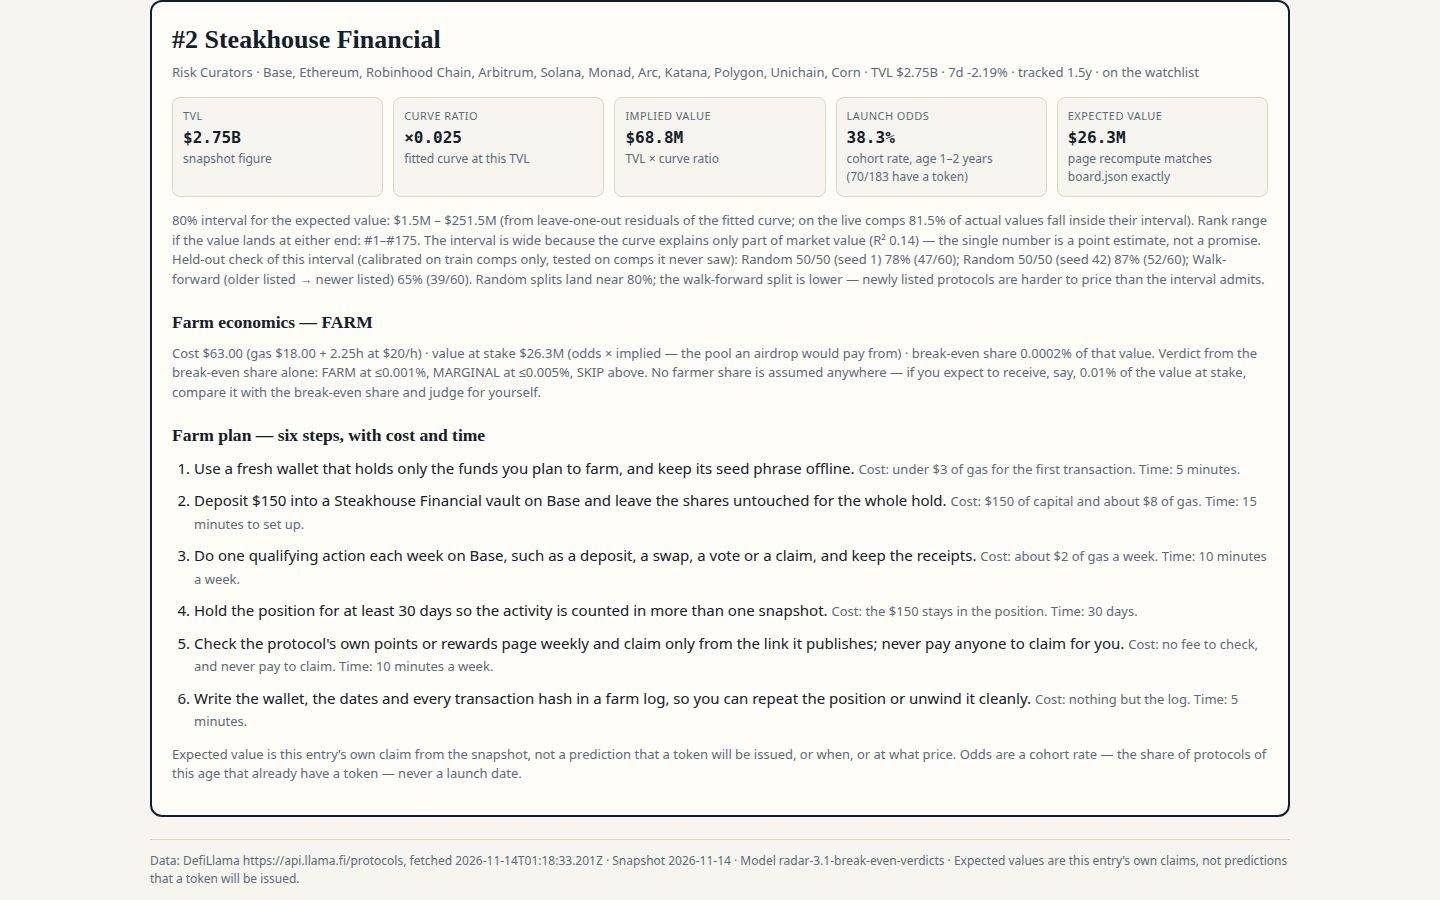 #2 Steakhouse Financial
Risk Curators · Base, Ethereum, Robinhood Chain, Arbitrum, Solana, Monad, Arc, Katana, Polygon, Unichain, Corn · TVL $2.75B · 7d -2.19% · tracked 1.5y · on the watchlist
TVL
$2.75B
snapshot figure
CURVE RATIO
×0.025
fitted curve at this TVL
IMPLIED VALUE
$68.8M
TVL × curve ratio
LAUNCH ODDS
38.3%
cohort rate, age 1–2 years
(70/183 have a token)
EXPECTED VALUE
$26.3M
page recompute matches
board.json exactly
80% interval for the expected value: $1.5M – $251.5M (from leave-one-out residuals of the fitted curve; on the live comps 81.5% of actual values fall inside their interval). Rank range
if the value lands at either end: #1–#175. The interval is wide because the curve explains only part of market value (R² 0.14) — the single number is a point estimate, not a promise.
Held-out check of this interval (calibrated on train comps only, tested on comps it never saw): Random 50/50 (seed 1) 78% (47/60); Random 50/50 (seed 42) 87% (52/60); Walk-
forward (older listed → newer listed) 65% (39/60). Random splits land near 80%; the walk-forward split is lower — newly listed protocols are harder to price than the interval admits.
Farm economics — FARM
Cost $63.00 (gas $18.00 + 2.25h at $20/h) · value at stake $26.3M (odds × implied — the pool an airdrop would pay from) · break-even share 0.0002% of that value. Verdict from the
break-even share alone: FARM at ≤0.001%, MARGINAL at ≤0.005%, SKIP above. No farmer share is assumed anywhere — if you expect to receive, say, 0.01% of the value at stake,
compare it with the break-even share and judge for yourself.
Farm plan — six steps, with cost and time
1. Use a fresh wallet that holds only the funds you plan to farm, and keep its seed phrase offline. Cost: under $3 of gas for the first transaction. Time: 5 minutes.
2. Deposit $150 into a Steakhouse Financial vault on Base and leave the shares untouched for the whole hold. Cost: $150 of capital and about $8 of gas. Time: 15
minutes to set up.
3. Do one qualifying action each week on Base, such as a deposit, a swap, a vote or a claim, and keep the receipts. Cost: about $2 of gas a week. Time: 10 minutes
a week.
4. Hold the position for at least 30 days so the activity is counted in more than one snapshot. Cost: the $150 stays in the position. Time: 30 days.
5. Check the protocol's own points or rewards page weekly and claim only from the link it publishes; never pay anyone to claim for you. Cost: no fee to check,
and never pay to claim. Time: 10 minutes a week.
6. Write the wallet, the dates and every transaction hash in a farm log, so you can repeat the position or unwind it cleanly. Cost: nothing but the log. Time: 5
minutes.
Expected value is this entry’s own claim from the snapshot, not a prediction that a token will be issued, or when, or at what price. Odds are a cohort rate — the share of protocols of
this age that already have a token — never a launch date.
Data: DefiLlama https://api.llama.fi/protocols, fetched 2026-11-14T01:18:33.201Z · Snapshot 2026-11-14 · Model radar-3.1-break-even-verdicts · Expected values are this entry’s own claims, not predictions
that a token will be issued.